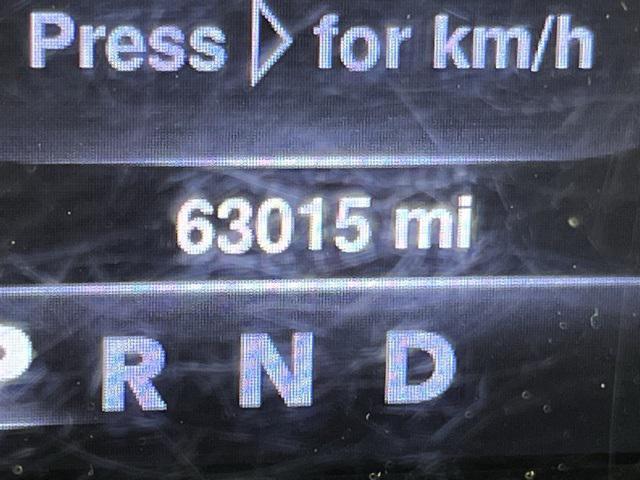 Press ▷ for km/h
63015 mi
P R N D